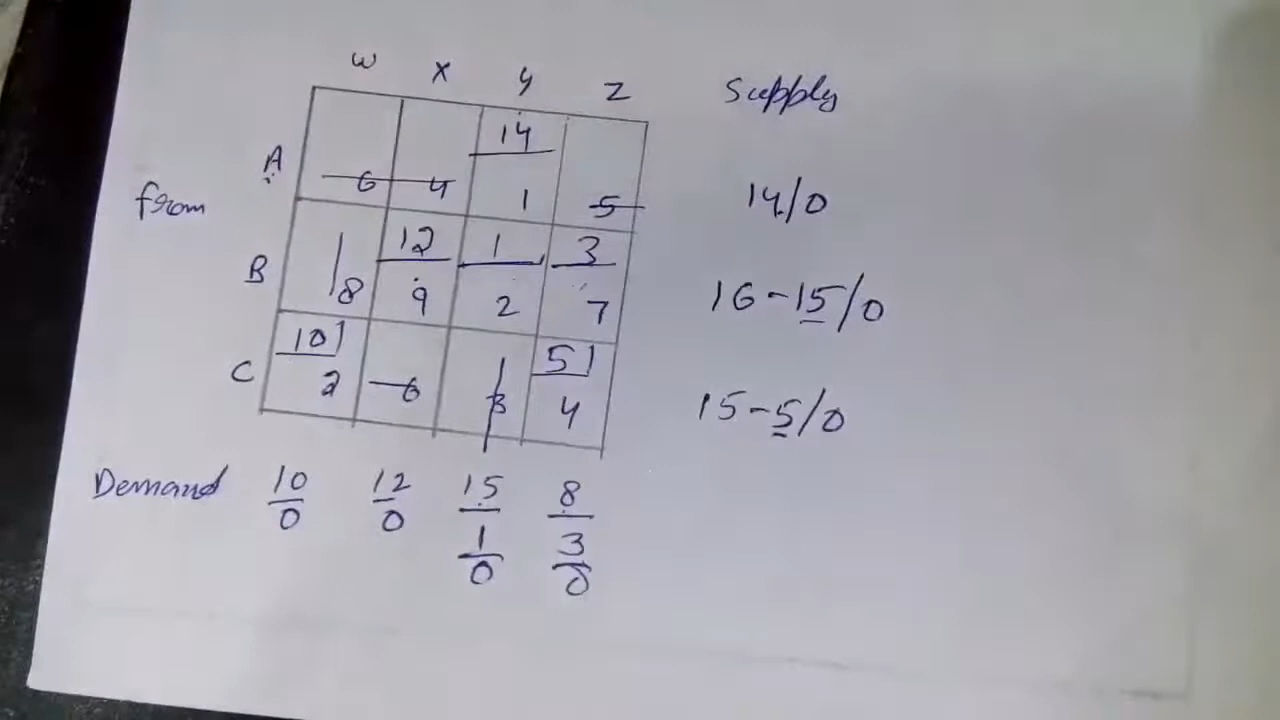 w x y z Supply
14
A 6 4 1 5 14/0
from
12 1 3
B 8 9 2 7 16-15/0
10 5
C 2 6 3 4 15-5/0
Demand 10 12 15 8
0 0 1 3
0 0